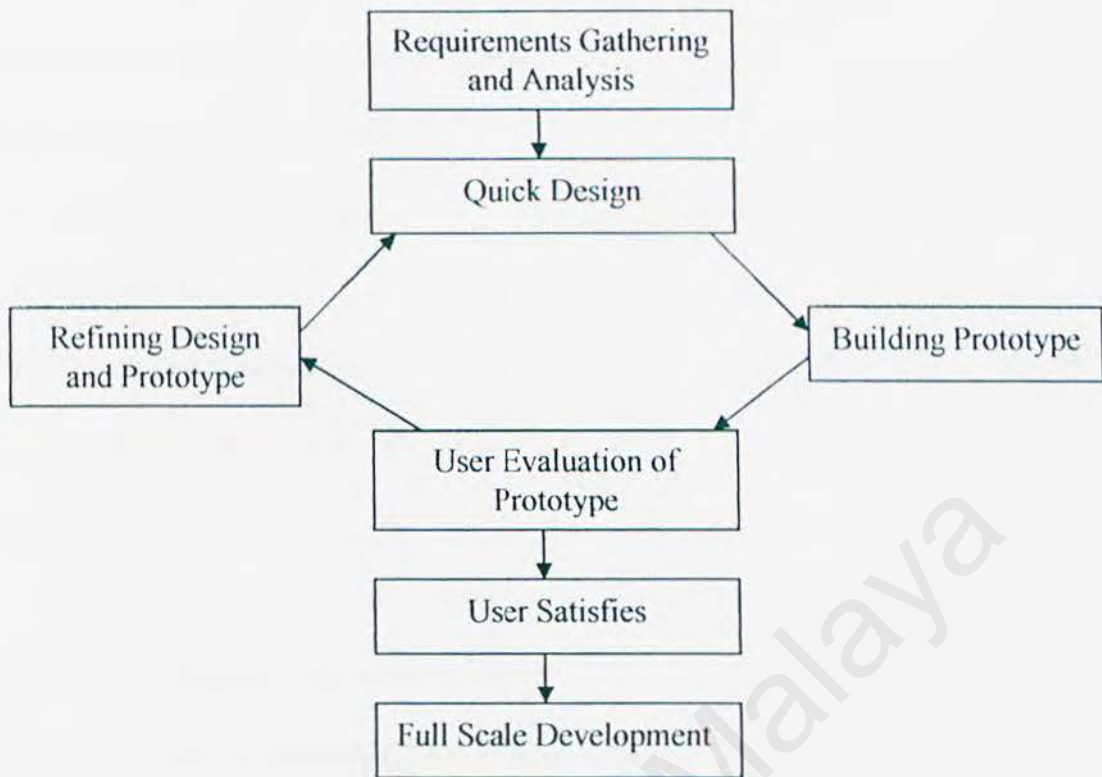 Requirements Gathering
and Analysis
Quick Design
Refining Design
and Prototype
Building Prototype
User Evaluation of
Prototype
User Satisfies
Full Scale Development
Malaya